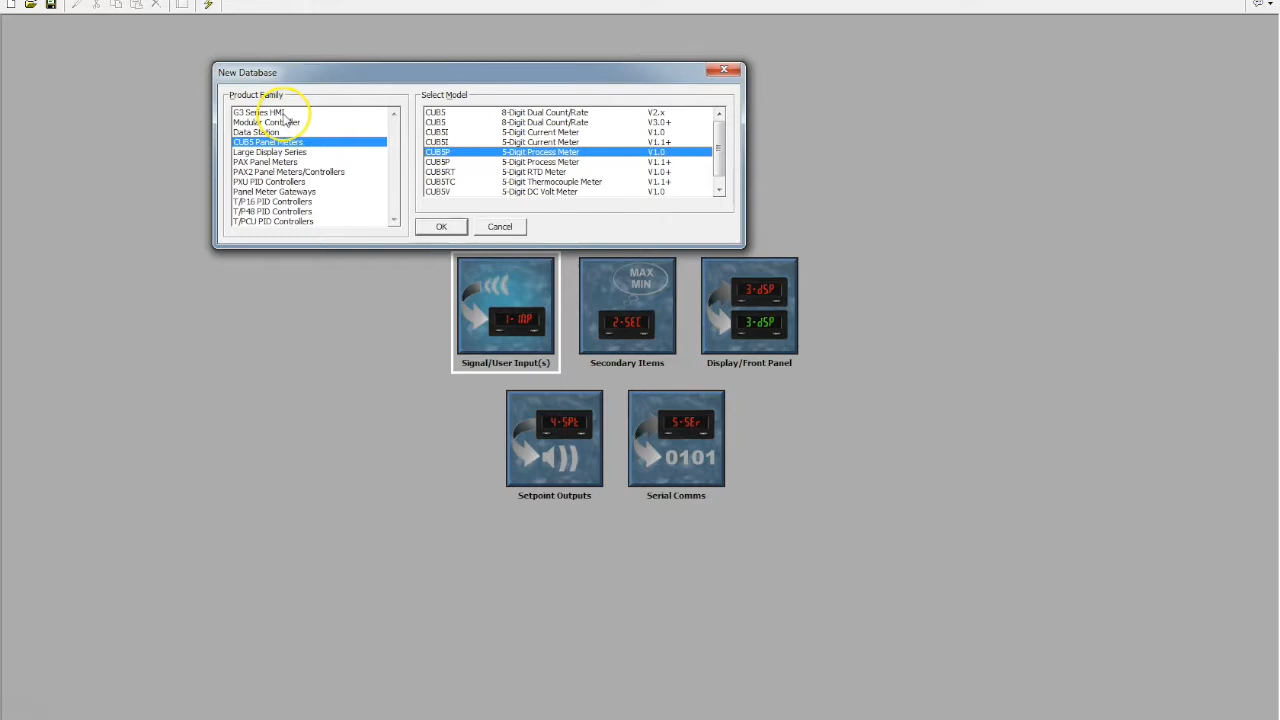 New Database
Product Family
G3 Series HMI
Modular Controller
Data Station
CUB5 Panel Meters
Large Display Series
PAX Panel Meters
PAX2 Panel Meters/Controllers
PXU PID Controllers
Panel Meter Gateways
T/P16 PID Controllers
T/P48 PID Controllers
T/PCU PID Controllers
Select Model
CUB5 8-Digit Dual Count/Rate V2.x
CUB5 8-Digit Dual Count/Rate V3.0+
CUB5I 5-Digit Current Meter V1.0
CUB5I 5-Digit Current Meter V1.1+
CUB5P 5-Digit Process Meter V1.0
CUB5P 5-Digit Process Meter V1.1+
CUB5RT 5-Digit RTD Meter V1.0+
CUB5TC 5-Digit Thermocouple Meter V1.1+
CUB5V 5-Digit DC Volt Meter V1.0
OK
Cancel
1-INP
Signal/User Input(s)
MAX
MIN
2-SEC
Secondary Items
3-dSP
3-dSP
Display/Front Panel
4-SPt
Setpoint Outputs
5-SEr
0101
Serial Comms